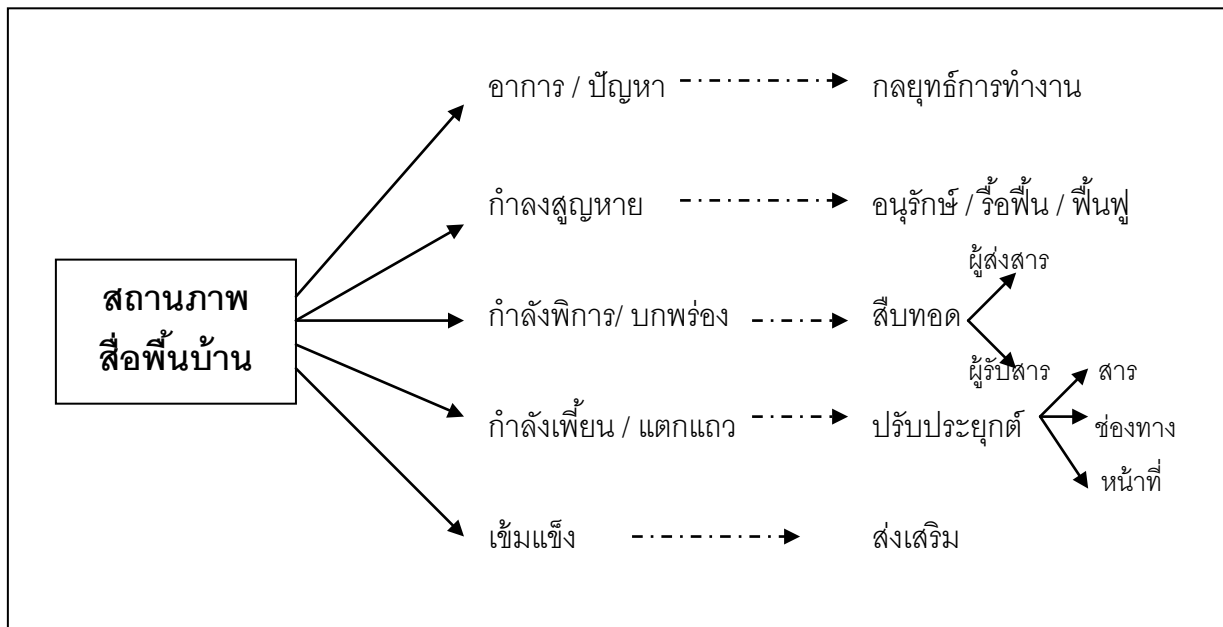 อาการ / ปัญหา กลยุทธ์การทำงาน
กำลงสูญหาย อนุรักษ์ / รื้อฟื้น / ฟื้นฟู
สถานภาพ
สื่อพื้นบ้าน
กำลังพิการ/ บกพร่อง สืบทอด
ผู้ส่งสาร
ผู้รับสาร
กำลังเพี้ยน / แตกแถว ปรับประยุกต์
สาร
ช่องทาง
หน้าที่
เข้มแข็ง ส่งเสริม